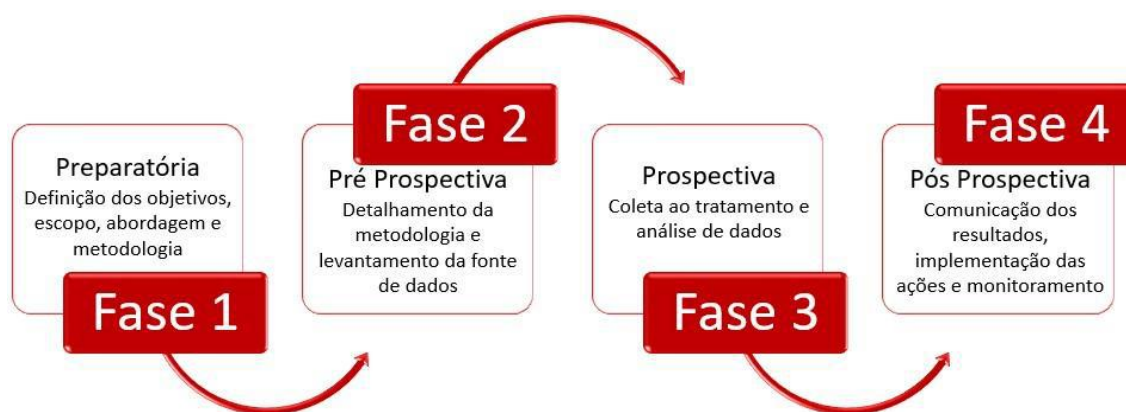 Preparatória
Definição dos objetivos,
escopo, abordagem e
metodologia
Fase 1
Fase 2
Pré Prospectiva
Detalhamento da
metodologia e
levantamento da fonte
de dados
Prospectiva
Coleta ao tratamento e
análise de dados
Fase 3
Fase 4
Pós Prospectiva
Comunicação dos
resultados,
implementação das
ações e monitoramento